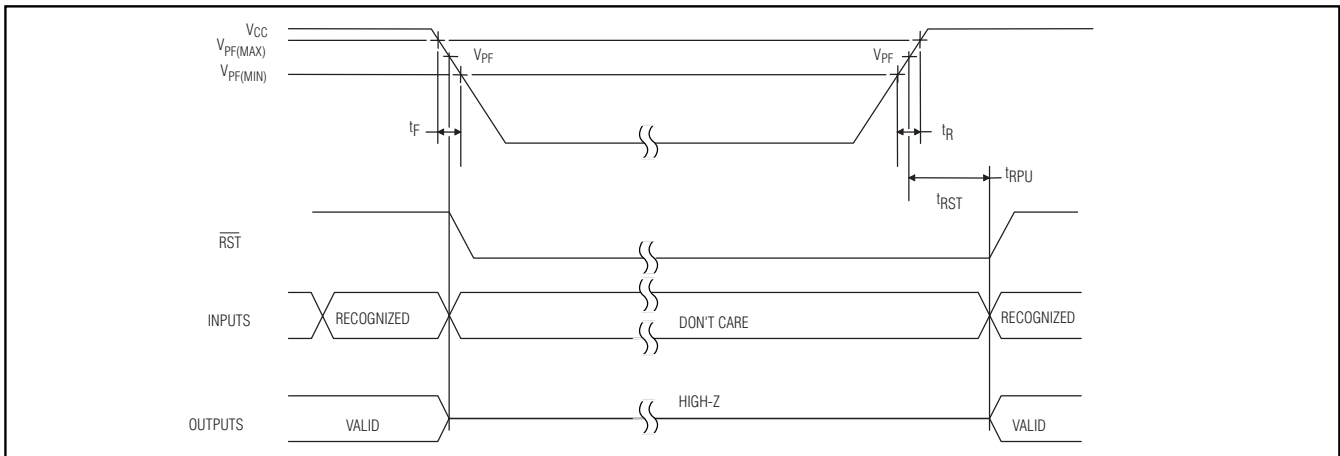 VCC
VPF(MAX)
VPF
VPF
VPF(MIN)
tF
tR
tRPU
tRST
RST
INPUTS
RECOGNIZED
DON'T CARE
RECOGNIZED
HIGH-Z
OUTPUTS
VALID
VALID